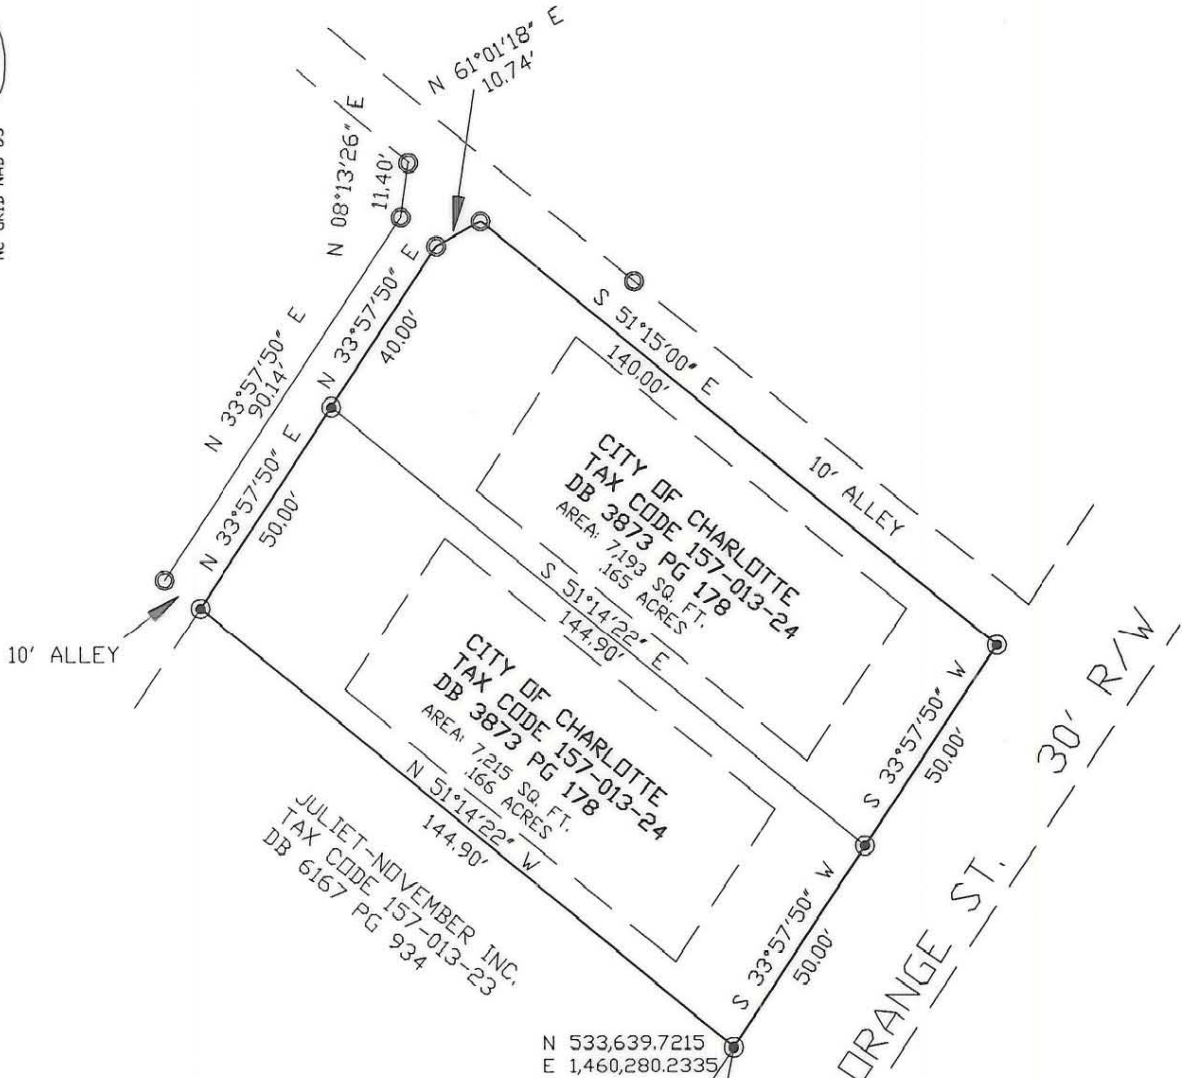 N 61°01'18" E
10.74'
N 08°13'26" E
11.40'
N 33°57'50" E
40.00'
N 33°57'50" E
90.14'
N 33°57'50" E
50.00'
10' ALLEY
S 51°15'00" E
140.00'
10' ALLEY
CITY OF CHARLOTTE
TAX CODE 157-013-24
DB 3873 PG 178
AREA: 7,193 SQ. FT.
.165 ACRES
S 51°14'22" E
144.90'
CITY OF CHARLOTTE
TAX CODE 157-013-24
DB 3873 PG 178
AREA: 7,215 SQ. FT.
.166 ACRES
N 51°14'22" W
144.90'
JULIET-NOVEMBER INC.
TAX CODE 157-013-23
DB 6167 PG 934
S 33°57'50" W
50.00'
S 33°57'50" W
50.00'
30' R/W
ORANGE ST.
N 533,639.7215
E 1,460,280.2335